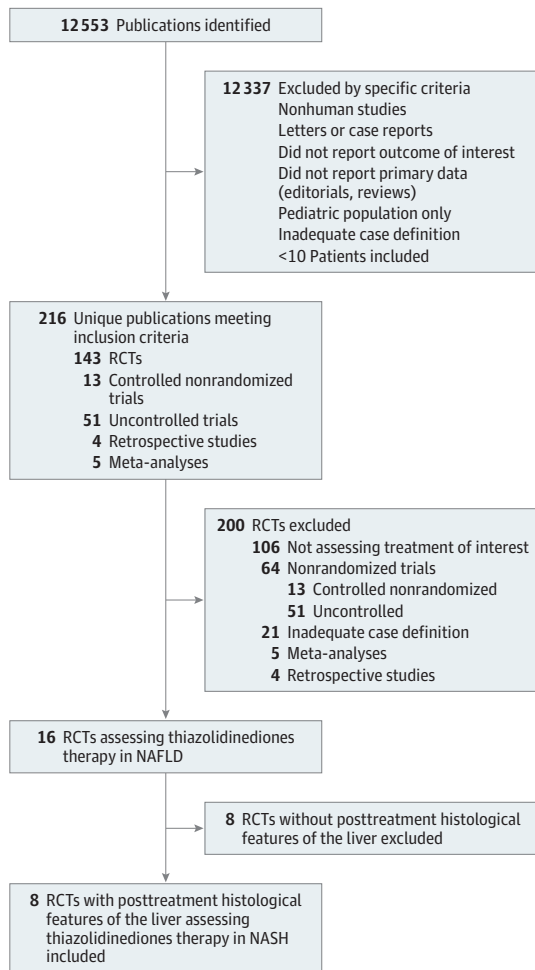 12 553 Publications identified
12 337 Excluded by specific criteria
Nonhuman studies
Letters or case reports
Did not report outcome of interest
Did not report primary data
(editorials, reviews)
Pediatric population only
Inadequate case definition
<10 Patients included
216 Unique publications meeting
inclusion criteria
143 RCTs
13 Controlled nonrandomized
trials
51 Uncontrolled trials
4 Retrospective studies
5 Meta-analyses
200 RCTs excluded
106 Not assessing treatment of interest
64 Nonrandomized trials
13 Controlled nonrandomized
51 Uncontrolled
21 Inadequate case definition
5 Meta-analyses
4 Retrospective studies
16 RCTs assessing thiazolidinediones
therapy in NAFLD
8 RCTs without posttreatment histological
features of the liver excluded
8 RCTs with posttreatment histological
features of the liver assessing
thiazolidinediones therapy in NASH
included